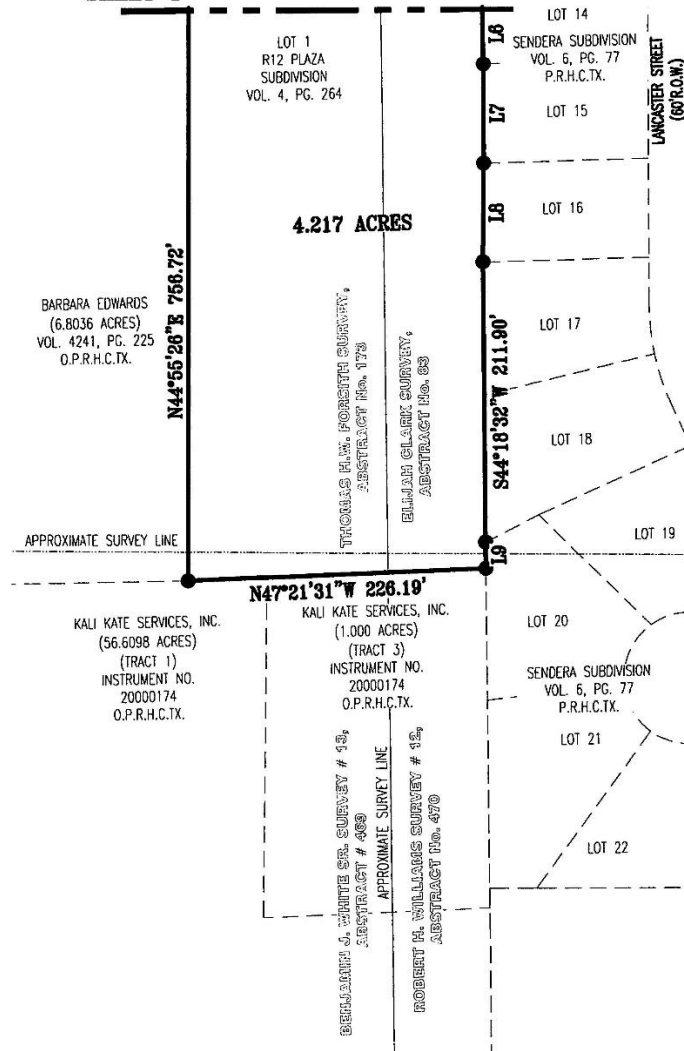 LOT 1
R12 PLAZA
SUBDIVISION
VOL. 4, PG. 264
L6
LOT 14
SENDERA SUBDIVISION
VOL. 6, PG. 77
P.R.H.C.TX.
LANCASTER STREET
(60'R.O.W.)
L7
LOT 15
L8
LOT 16
4.217 ACRES
BARBARA EDWARDS
(6.8036 ACRES)
VOL. 4241, PG. 225
O.P.R.H.C.TX.
N44°55'26"E 756.72'
THOMAS H.W. FORSITH SURVEY,
ABSTRACT No. 173
ELIJAH CLARK SURVEY,
ABSTRACT No. 83
S44°18'32"W 211.90'
LOT 17
LOT 18
APPROXIMATE SURVEY LINE
L9
LOT 19
N47°21'31"W 226.19'
KALI KATE SERVICES, INC.
(56.6098 ACRES)
(TRACT 1)
INSTRUMENT NO.
20000174
O.P.R.H.C.TX.
KALI KATE SERVICES, INC.
(1.000 ACRES)
(TRACT 3)
INSTRUMENT NO.
20000174
O.P.R.H.C.TX.
LOT 20
SENDERA SUBDIVISION
VOL. 6, PG. 77
P.R.H.C.TX.
LOT 21
LOT 22
BENJAMIN J. WHITE SR. SURVEY # 13,
ABSTRACT # 469
APPROXIMATE SURVEY LINE
ROBERT H. WILLIAMS SURVEY # 12,
ABSTRACT No. 470